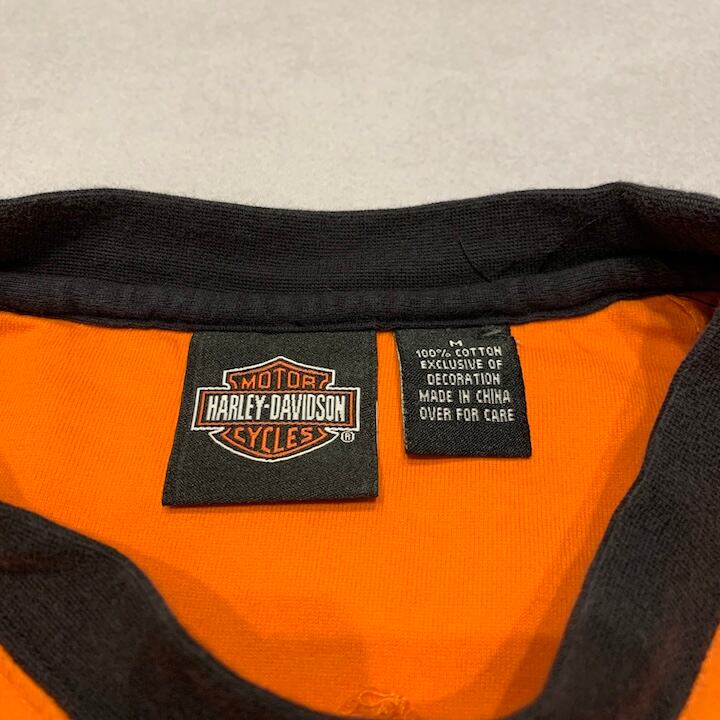 MOTOR
HARLEY-DAVIDSON
CYCLES
®
M
100% COTTON
EXCLUSIVE OF
DECORATION
MADE IN CHINA
OVER FOR CARE